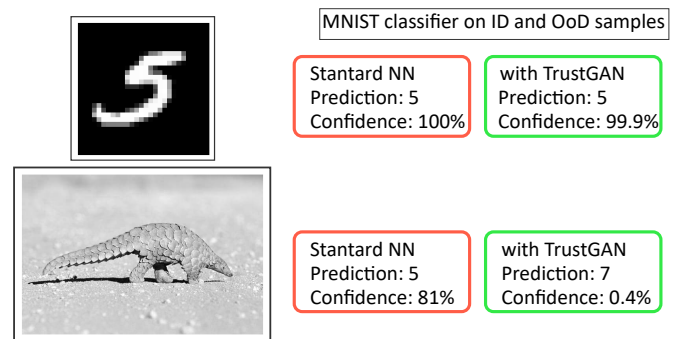 MNIST classifier on ID and OoD samples
Stantard NN
Prediction: 5
Confidence: 100%
with TrustGAN
Prediction: 5
Confidence: 99.9%
Stantard NN
Prediction: 5
Confidence: 81%
with TrustGAN
Prediction: 7
Confidence: 0.4%